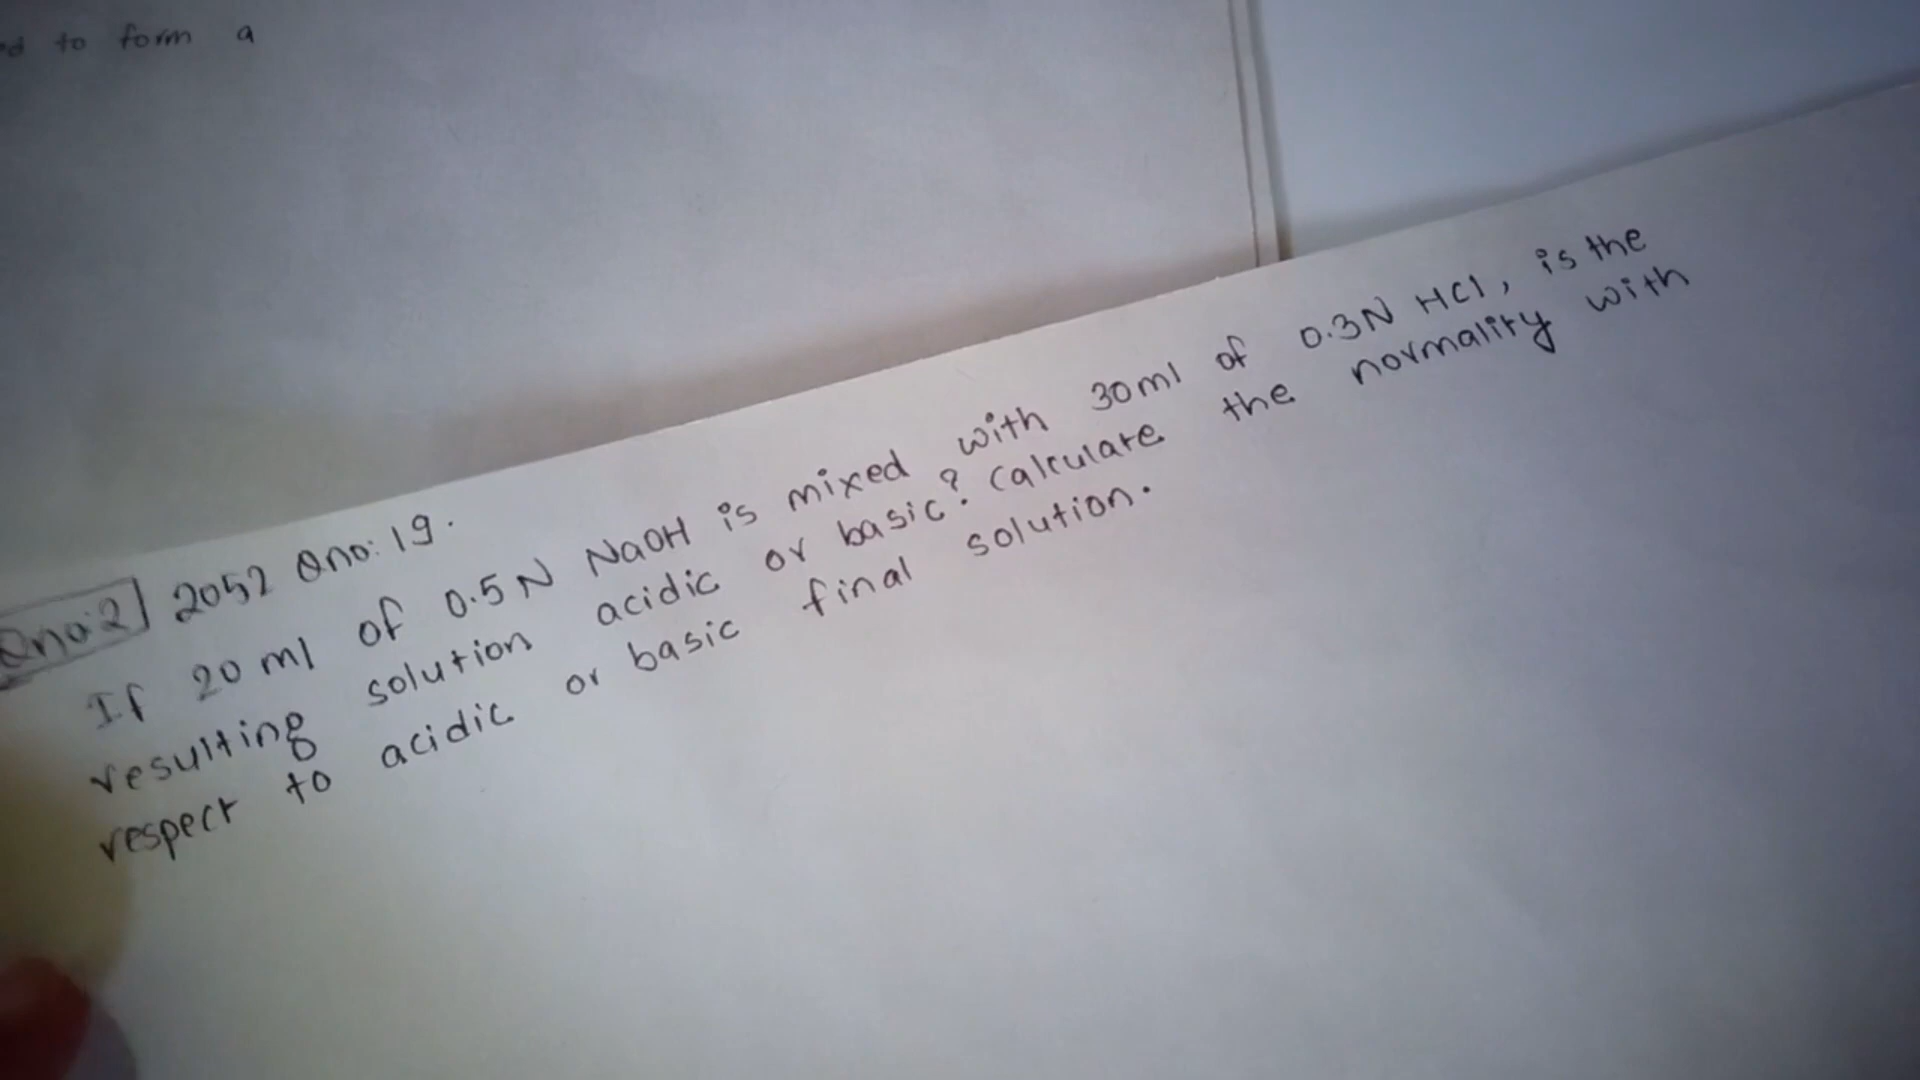 to form a
Qno:2 2052 Qno: 19.
If 20 ml of 0.5 N NaOH is mixed with 30ml of 0.3N HCl, is the
resulting solution acidic or basic? Calculate the normality with
respect to acidic or basic final solution.